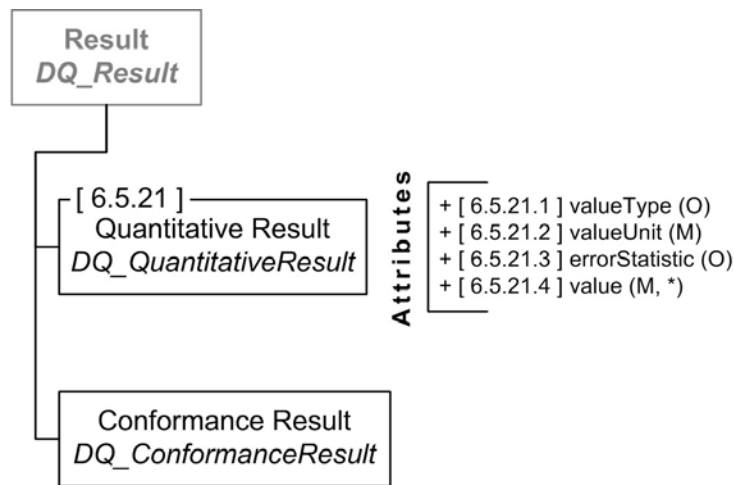 Result
DQ_Result
[ 6.5.21 ]
Quantitative Result
DQ_QuantitativeResult
Attributes
+ [ 6.5.21.1 ] valueType (O)
+ [ 6.5.21.2 ] valueUnit (M)
+ [ 6.5.21.3 ] errorStatistic (O)
+ [ 6.5.21.4 ] value (M, *)
Conformance Result
DQ_ConformanceResult